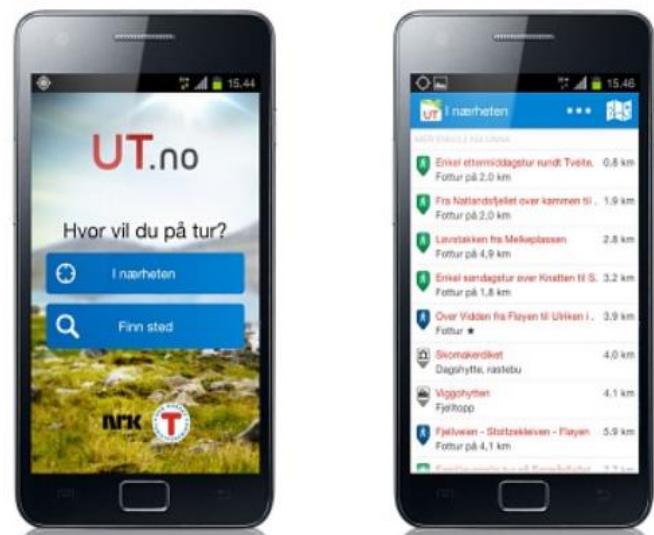 15.44
UT.no
Hvor vil du på tur?
I nærheten
Finn sted
NRK T
15.46
UT I nærheten
Enkel ettermiddagstur rundt Tveite. 0.8 km
Fottur på 2,0 km
Fra Natlandsfjellet over kammen til . 1.9 km
Fottur på 2,0 km
Løvstakken fra Melkeplassen 2.8 km
Fottur på 4,9 km
Enkel søndagstur over Knatten til S. 3.2 km
Fottur på 1,8 km
Over Vidden fra Fløyen til Ulriken i . 3.9 km
Fottur ★
Skomakerdiket 4.0 km
Dagshytte, rastebu
Viggohytten 4.1 km
Fjelltopp
Fjellveien - Stoltzekleiven - Fløyen 5.9 km
Fottur på 4,1 km